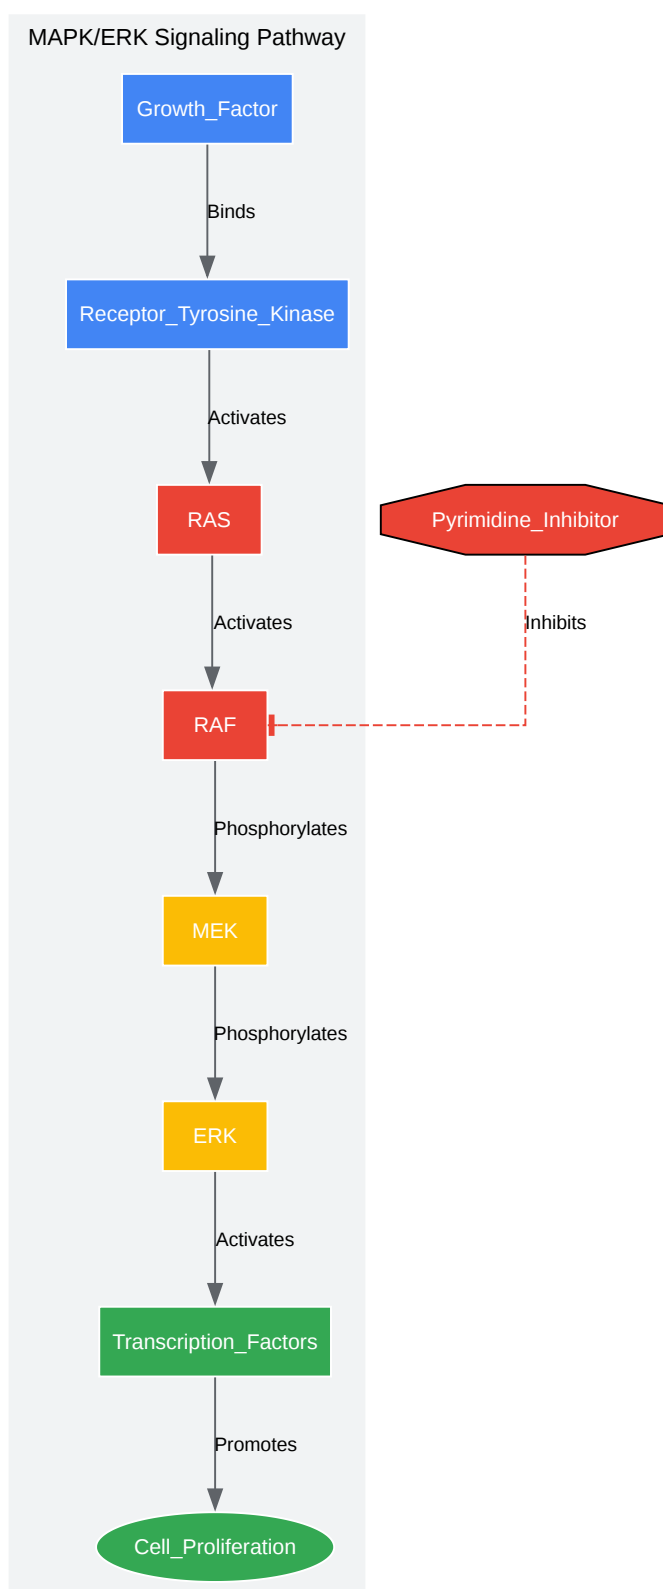 MAPK/ERK Signaling Pathway
Growth_Factor
Binds
Receptor_Tyrosine_Kinase
Activates
RAS
Pyrimidine_Inhibitor
Activates
Inhibits
RAF
Phosphorylates
MEK
Phosphorylates
ERK
Activates
Transcription_Factors
Promotes
Cell_Proliferation